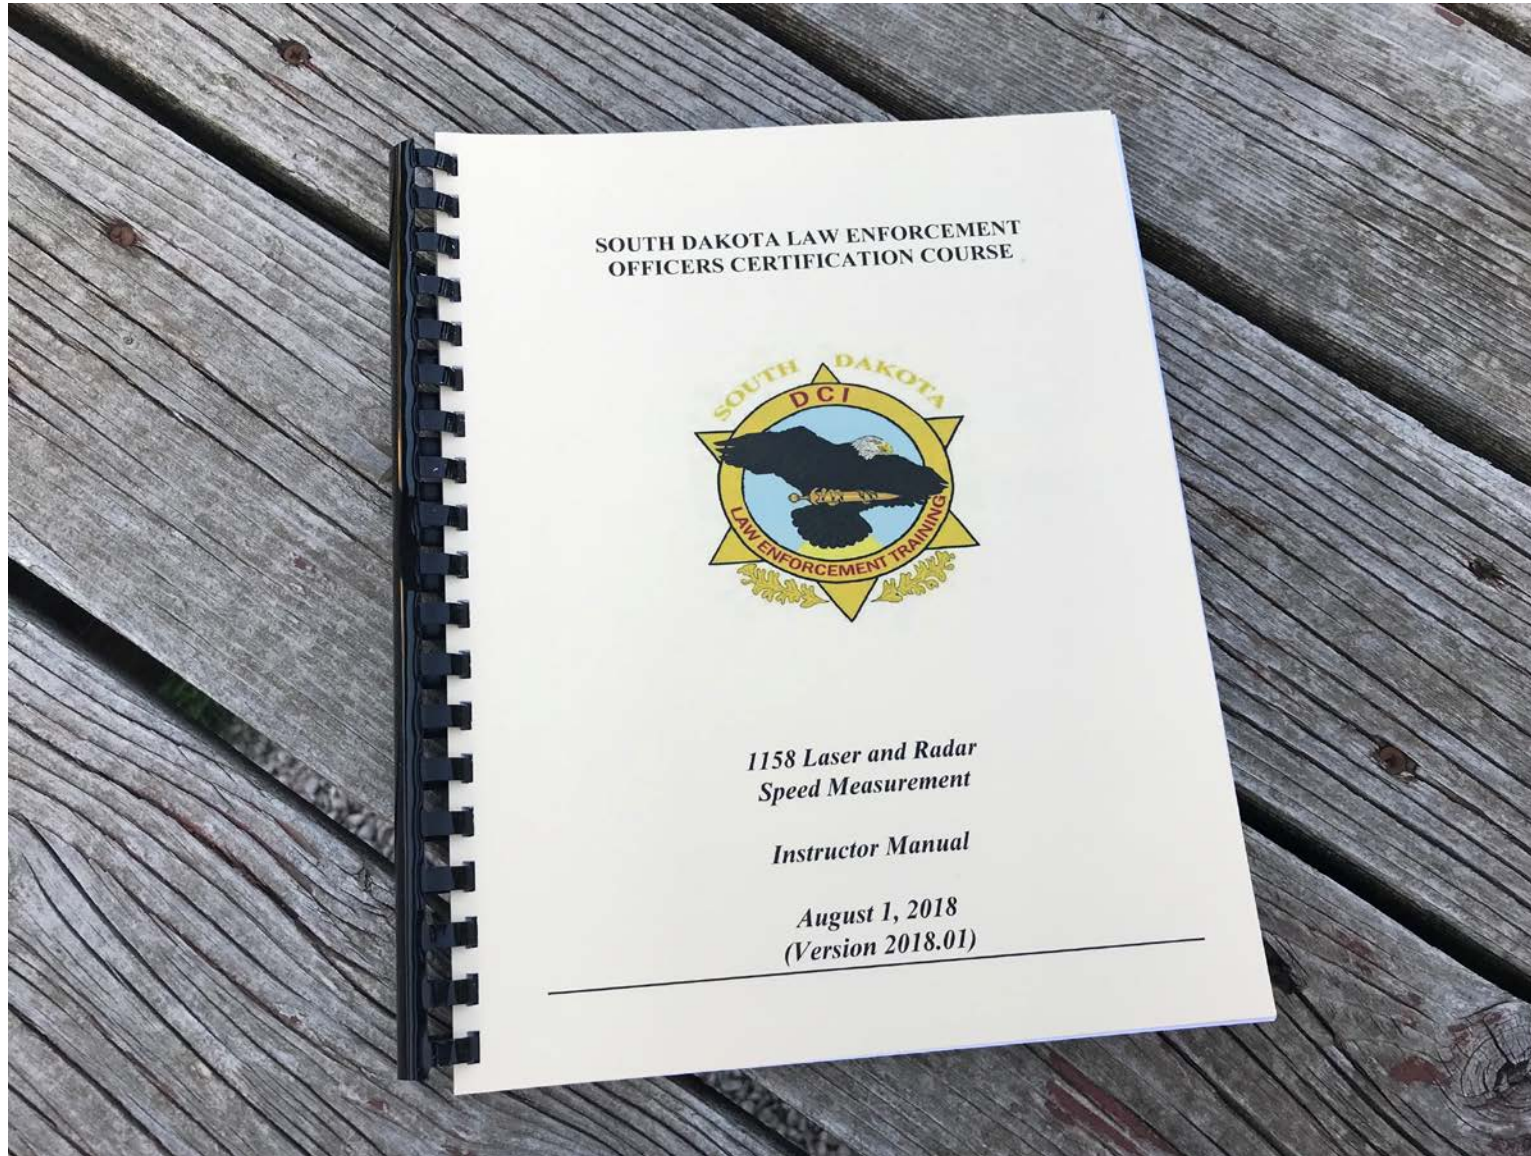 SOUTH DAKOTA LAW ENFORCEMENT
OFFICERS CERTIFICATION COURSE
SOUTH DAKOTA
DCI
LAW ENFORCEMENT TRAINING
1158 Laser and Radar
Speed Measurement
Instructor Manual
August 1, 2018
(Version 2018.01)